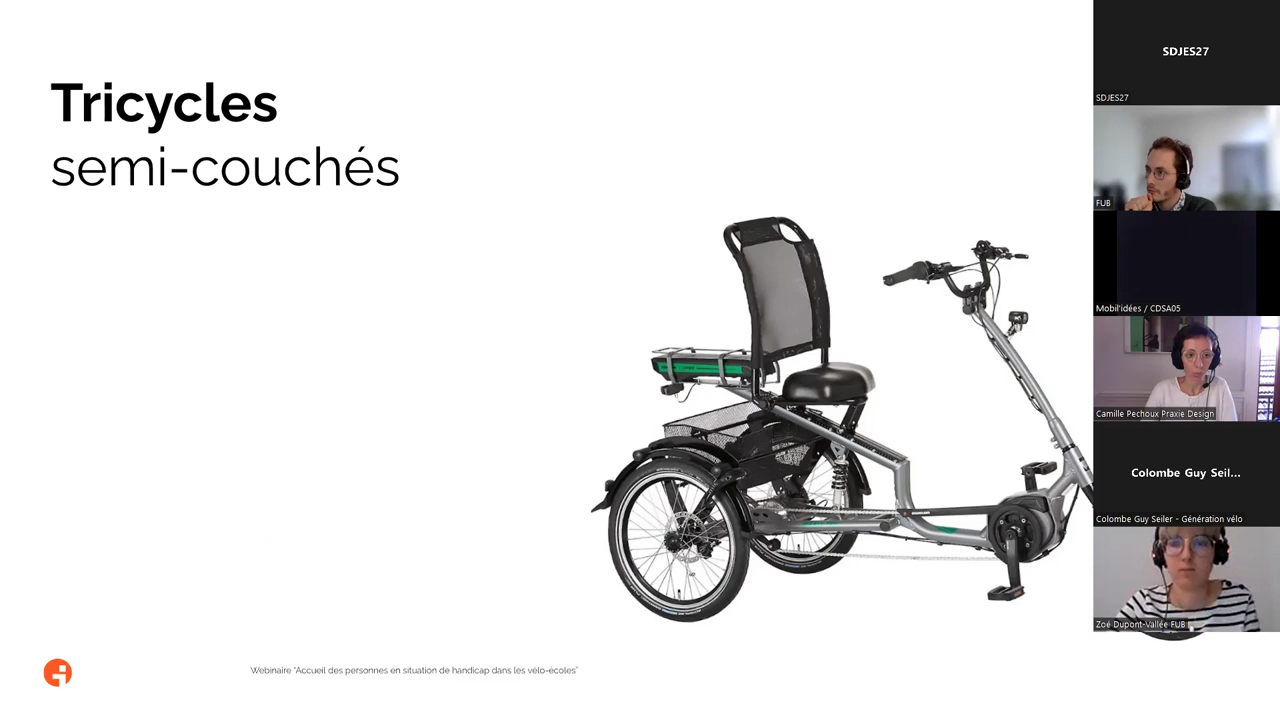 Tricycles
semi-couchés
Webinaire "Accueil des personnes en situation de handicap dans les vélo-écoles"
SDJES27
SDJES27
FUB
Mobil'idées / CDSA05
Camille Pechoux Praxie Design
Colombe Guy Seil...
Colombe Guy Seiler - Génération vélo
Zoé Dupont-Vallée FUB